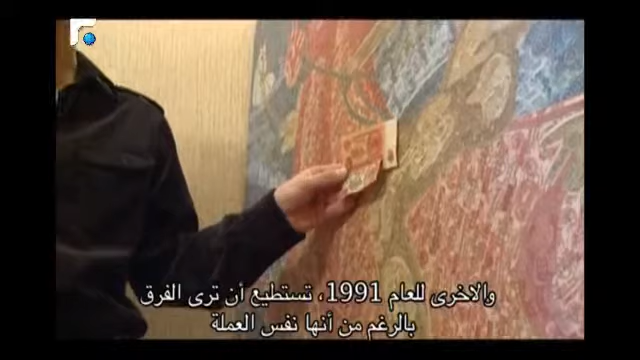 والاخرى للعام 1991، تستطيع أن ترى الفرق
بالرغم من أنها نفس العملة